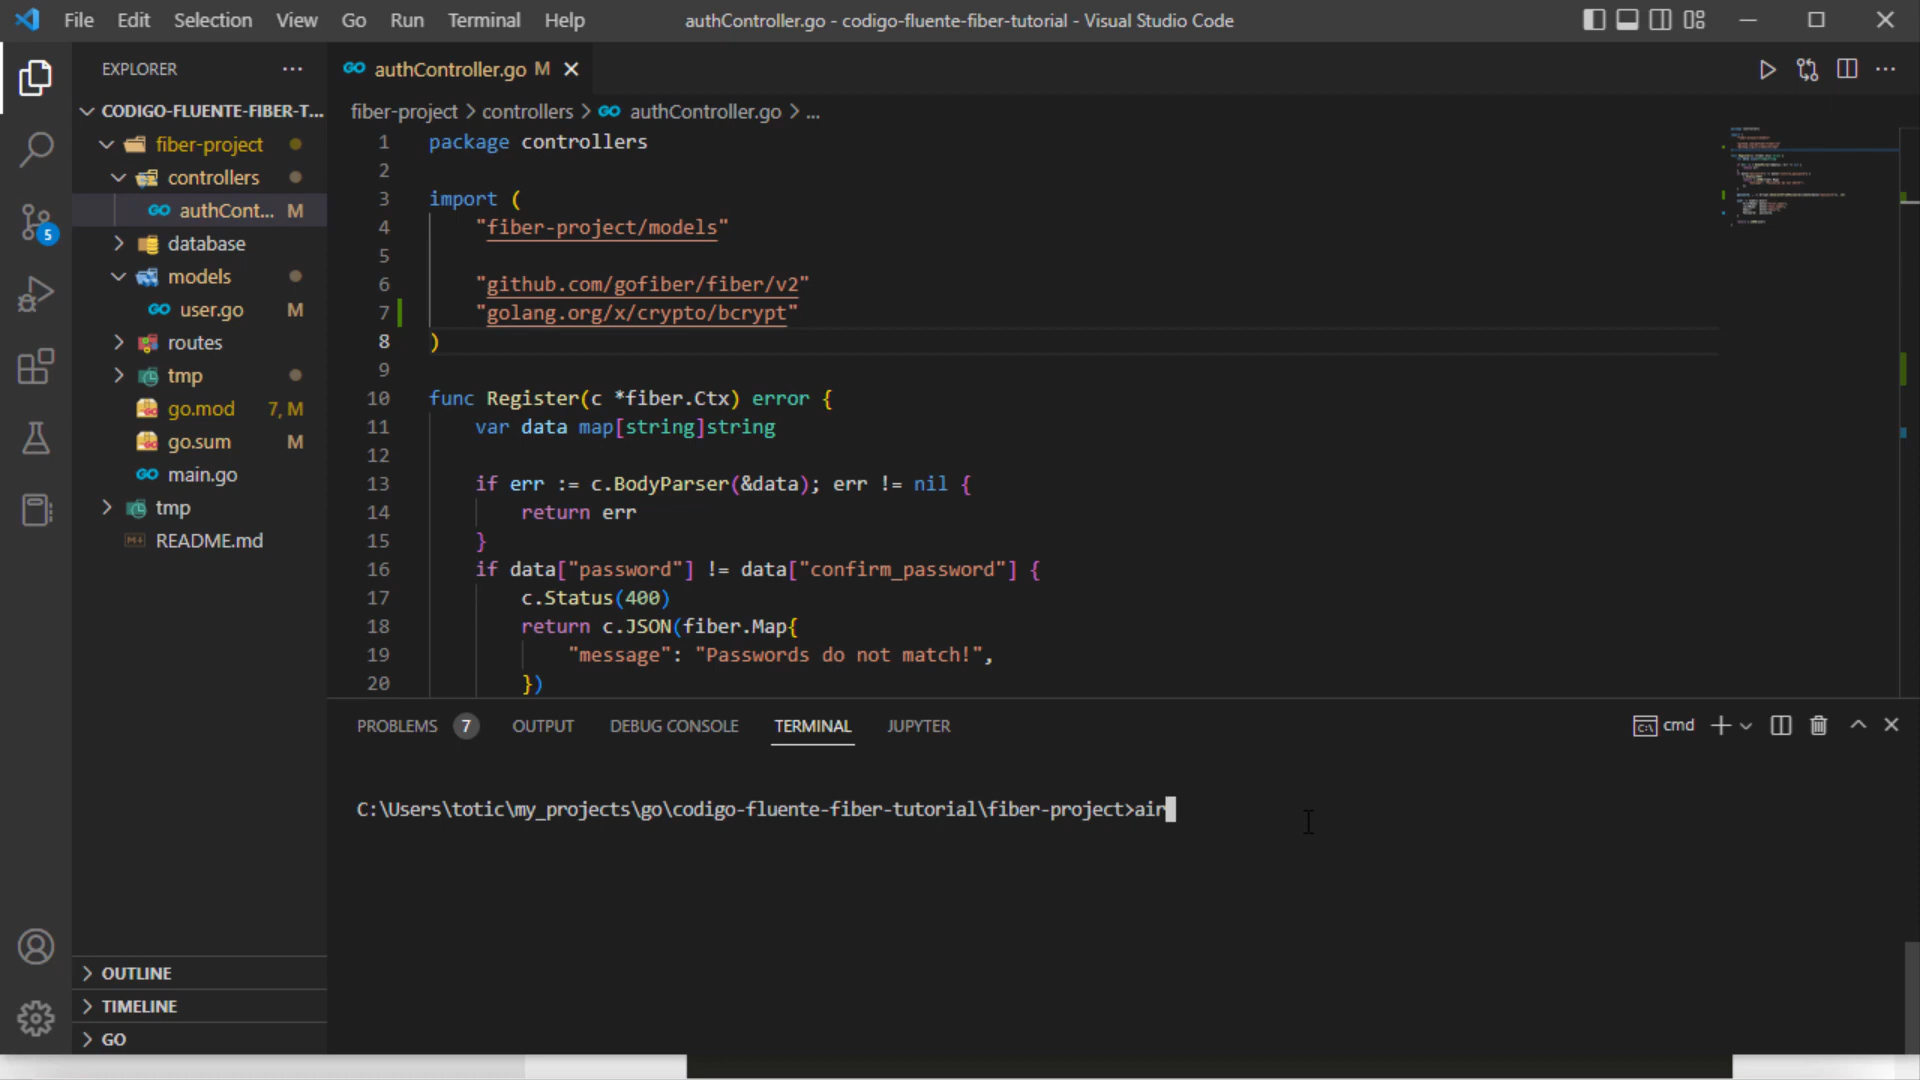 File Edit Selection View Go Run Terminal Help
authController.go - codigo-fluente-fiber-tutorial - Visual Studio Code
EXPLORER
CODIGO-FLUENTE-FIBER-T...
fiber-project
controllers
authCont... M
database
models
user.go M
routes
tmp
go.mod 7, M
go.sum M
main.go
tmp
README.md
OUTLINE
TIMELINE
GO
5
authController.go M
fiber-project > controllers > authController.go > ...
1 package controllers
2
3 import (
4 "fiber-project/models"
5
6 "github.com/gofiber/fiber/v2"
7 "golang.org/x/crypto/bcrypt"
8 )
9
10 func Register(c *fiber.Ctx) error {
11 var data map[string]string
12
13 if err := c.BodyParser(&data); err != nil {
14 return err
15 }
16 if data["password"] != data["confirm_password"] {
17 c.Status(400)
18 return c.JSON(fiber.Map{
19 "message": "Passwords do not match!",
20 })
PROBLEMS 7 OUTPUT DEBUG CONSOLE TERMINAL JUPYTER
cmd
C:\Users\totic\my_projects\go\codigo-fluente-fiber-tutorial\fiber-project>air